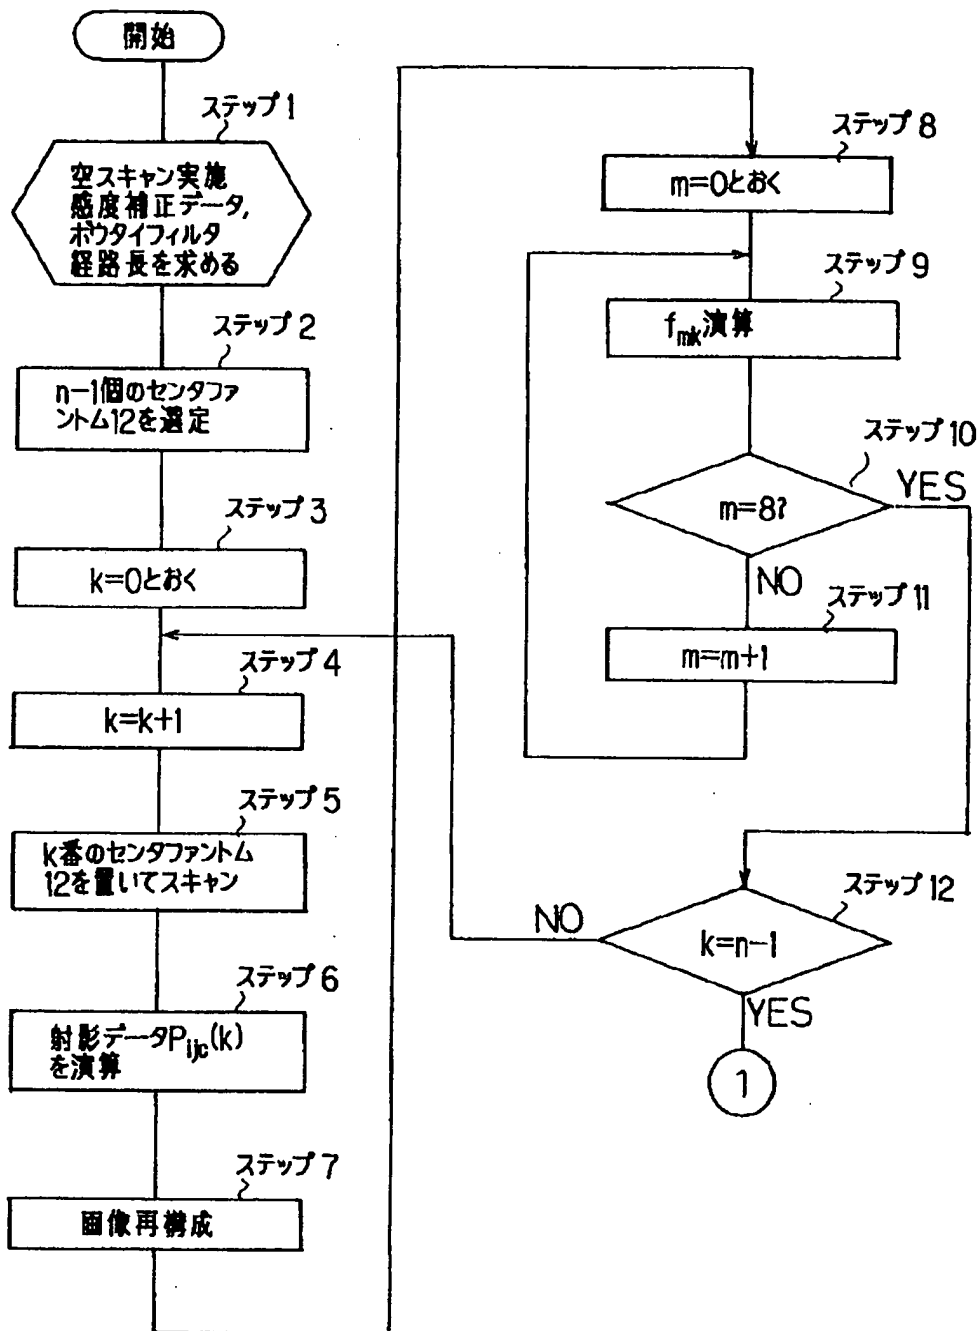 開始
ステップ 1
空スキャン実施
感度補正データ,
ボウタイフィルタ
経路長を求める
ステップ 2
n-1個のセンタファ
ントム12を選定
ステップ 3
k=0とおく
ステップ 4
k=k+1
ステップ 5
k番のセンタファントム
12を置いてスキャン
ステップ 6
射影データPijc(k)
を演算
ステップ 7
画像再構成
ステップ 8
m=0とおく
ステップ 9
fmk演算
ステップ 10
m=8?
YES
NO
ステップ 11
m=m+1
ステップ 12
k=n-1
NO
YES
1